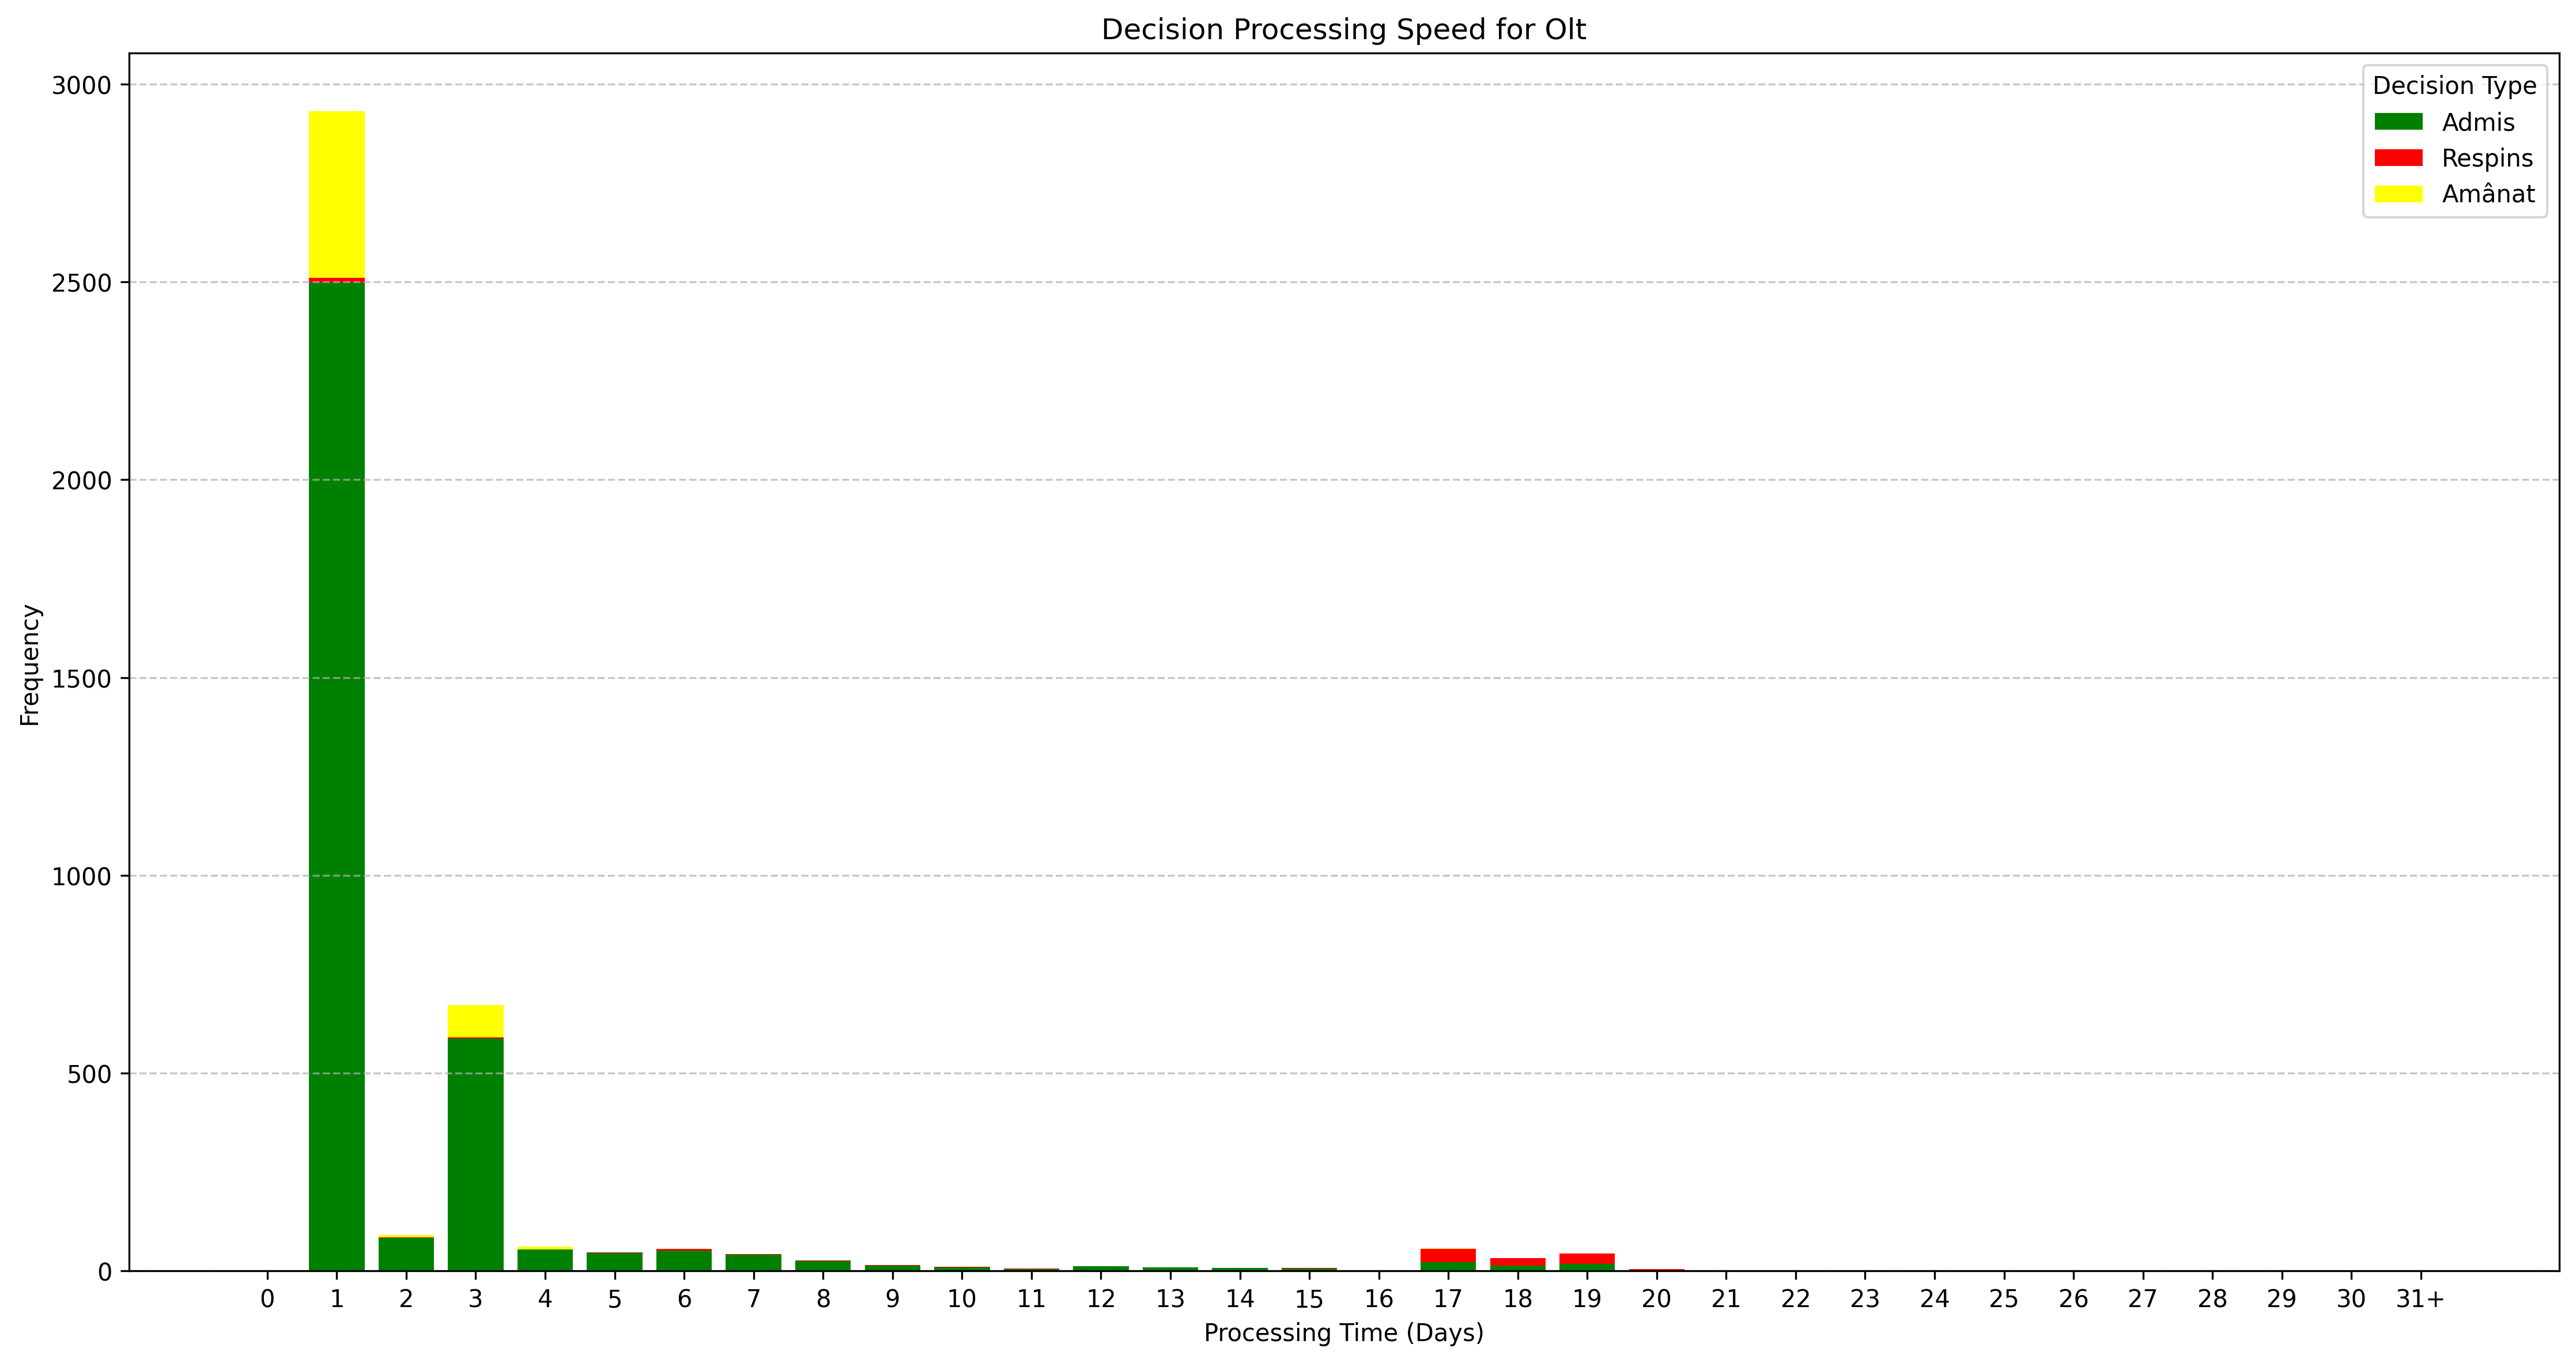 Decision Processing Speed for Olt
3000
2500
2000
1500
1000
500
0
Frequency
Decision Type
Admis
Respins
Amânat
0 1 2 3 4 5 6 7 8 9 10 11 12 13 14 15 16 17 18 19 20 21 22 23 24 25 26 27 28 29 30 31+
Processing Time (Days)